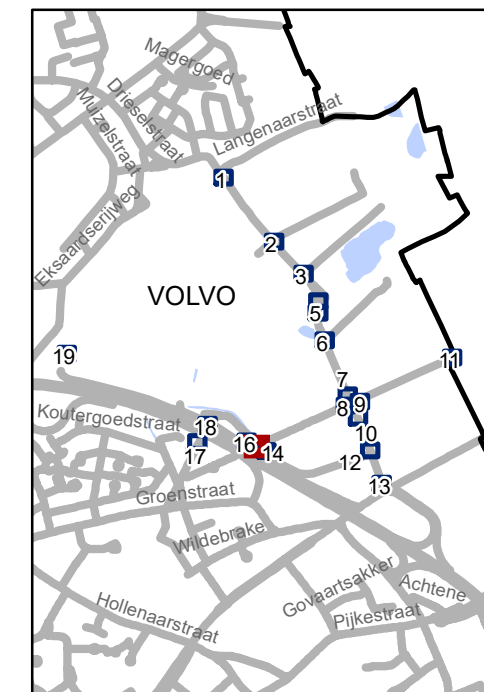 Magergoed
Drieselstraat
Muizelstraat
Langenaarstraat
Eksaardserijweg
1
2
3
VOLVO
5
6
19
11
7
8
9
Koutergoedstraat
18
17
16
14
10
12
13
Groenstraat
Wildebrake
Govaartsakker
Achtene
Hollenaarstraat
Pijkestraat